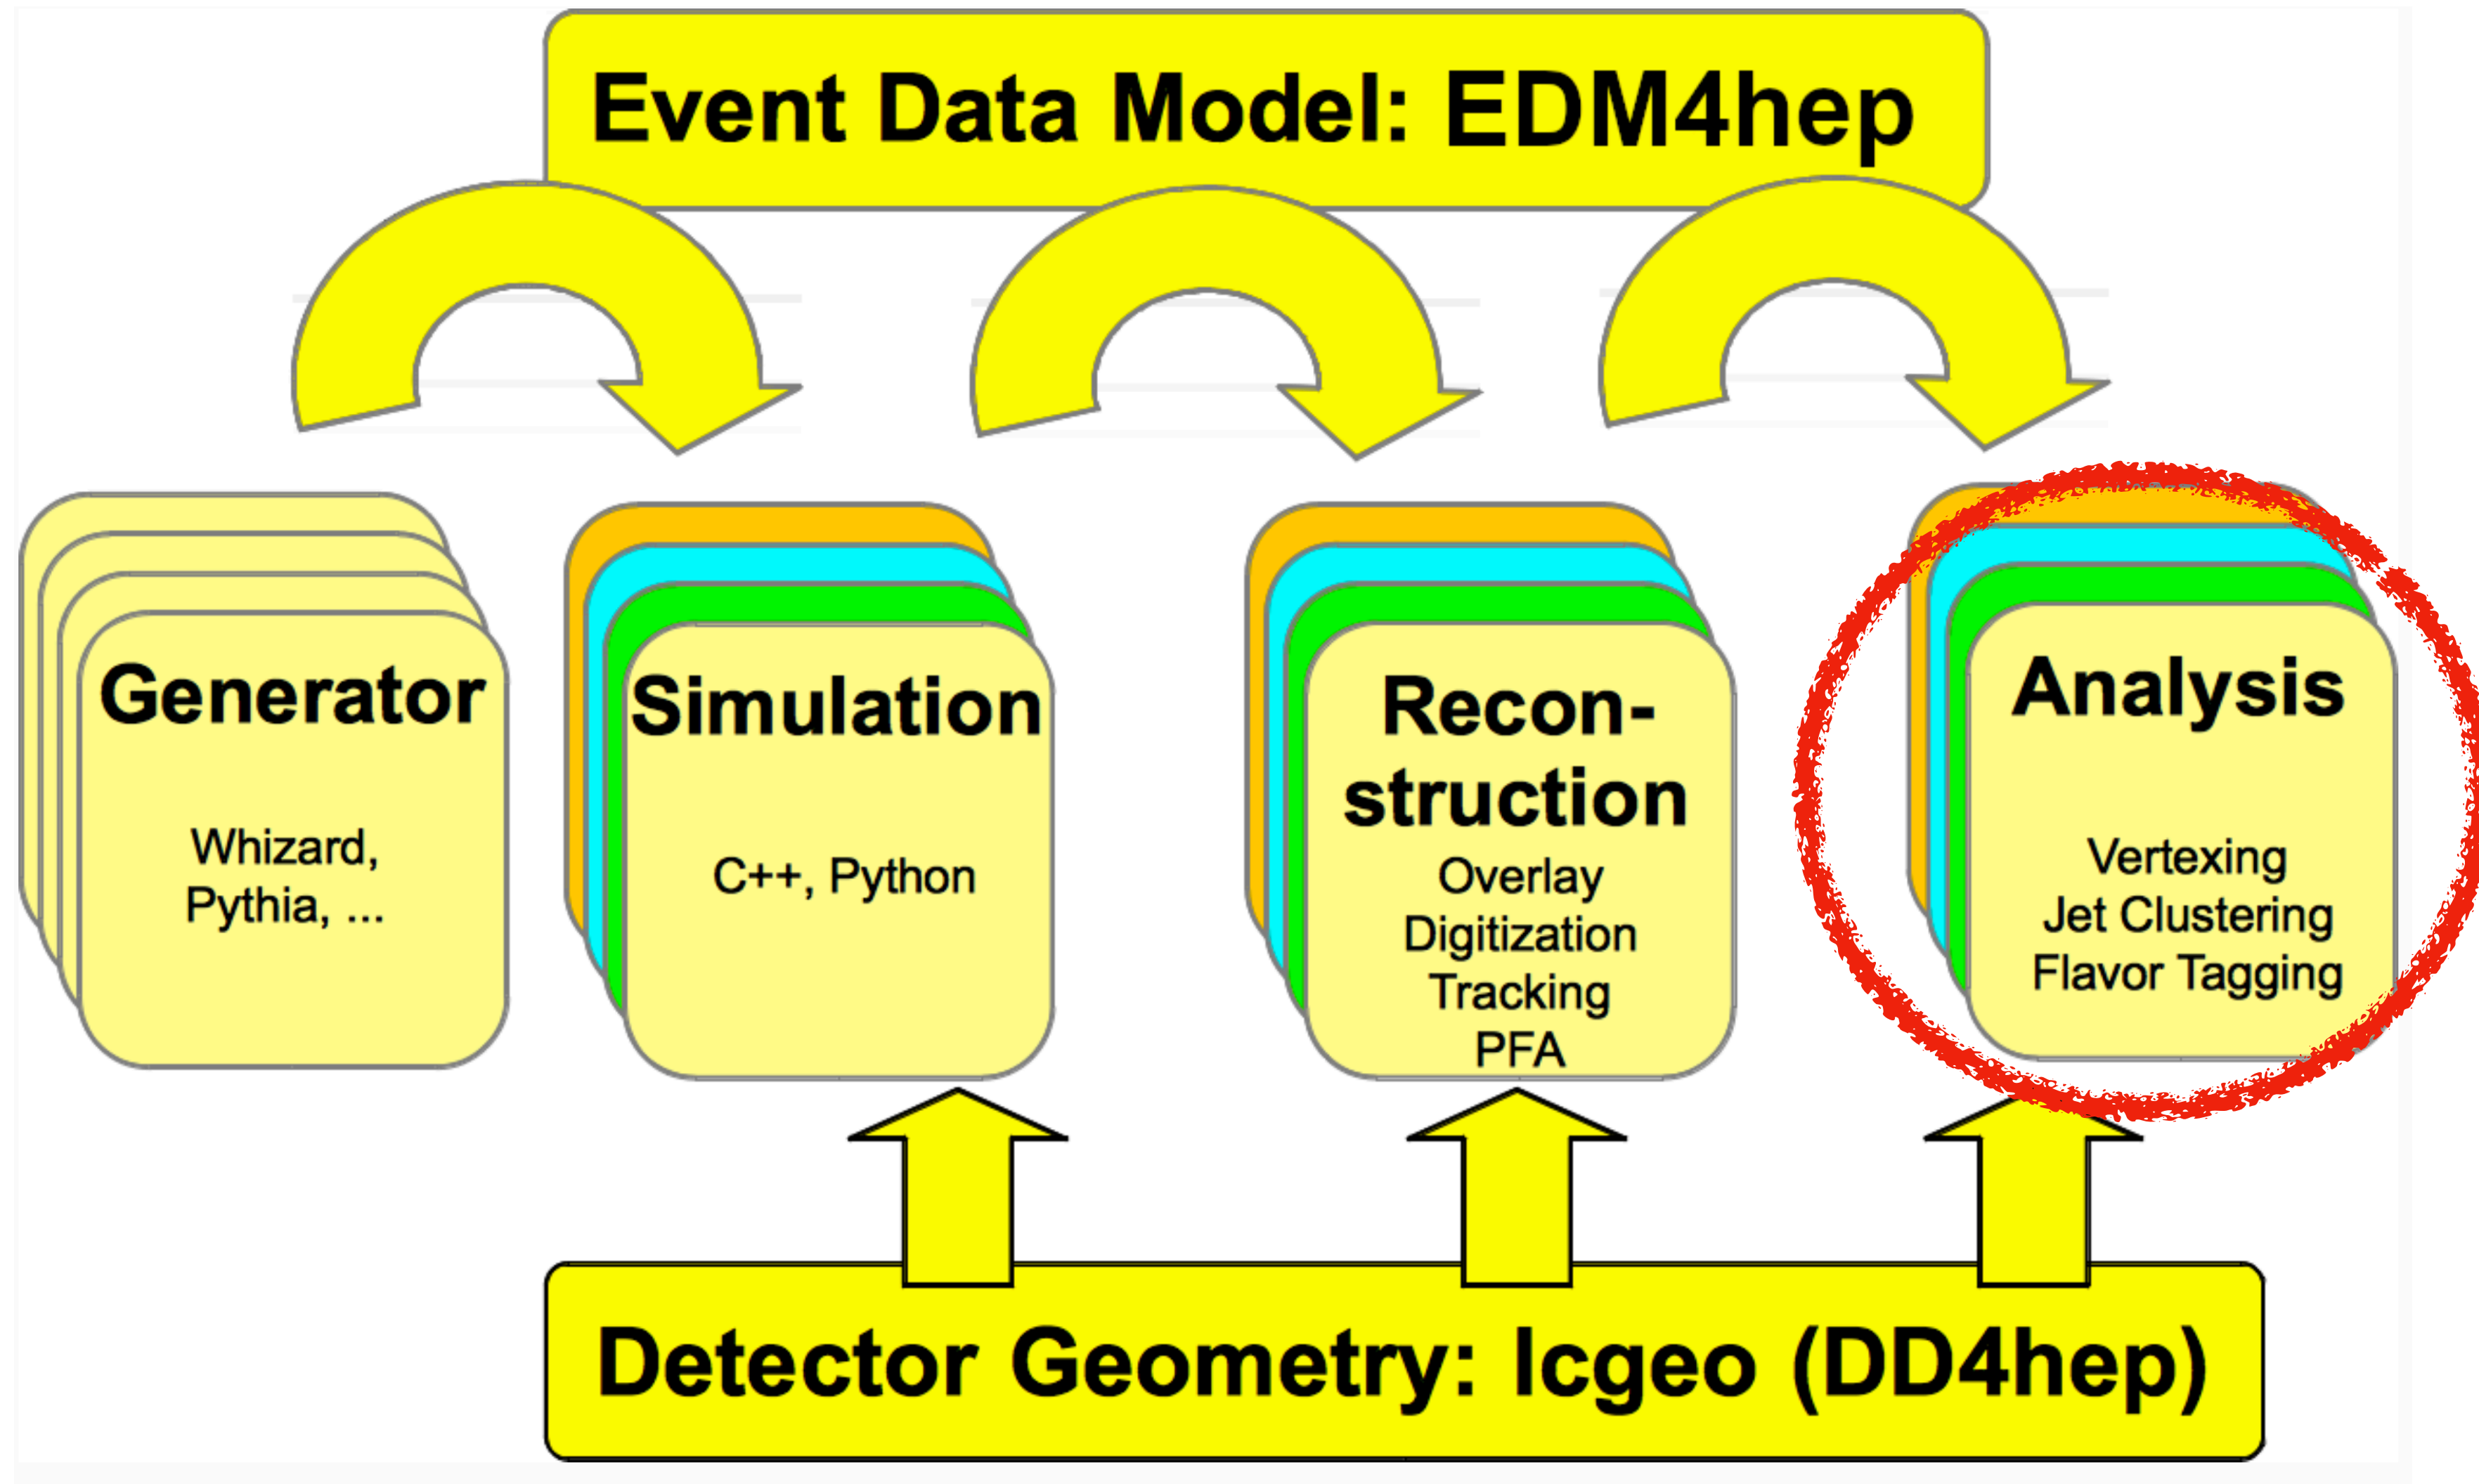 Event Data Model: EDM4hep
Generator
Whizard,
Pythia, ...
Simulation
C++, Python
Recon-
struction
Overlay
Digitization
Tracking
PFA
Analysis
Vertexing
Jet Clustering
Flavor Tagging
Detector Geometry: lcgeo (DD4hep)